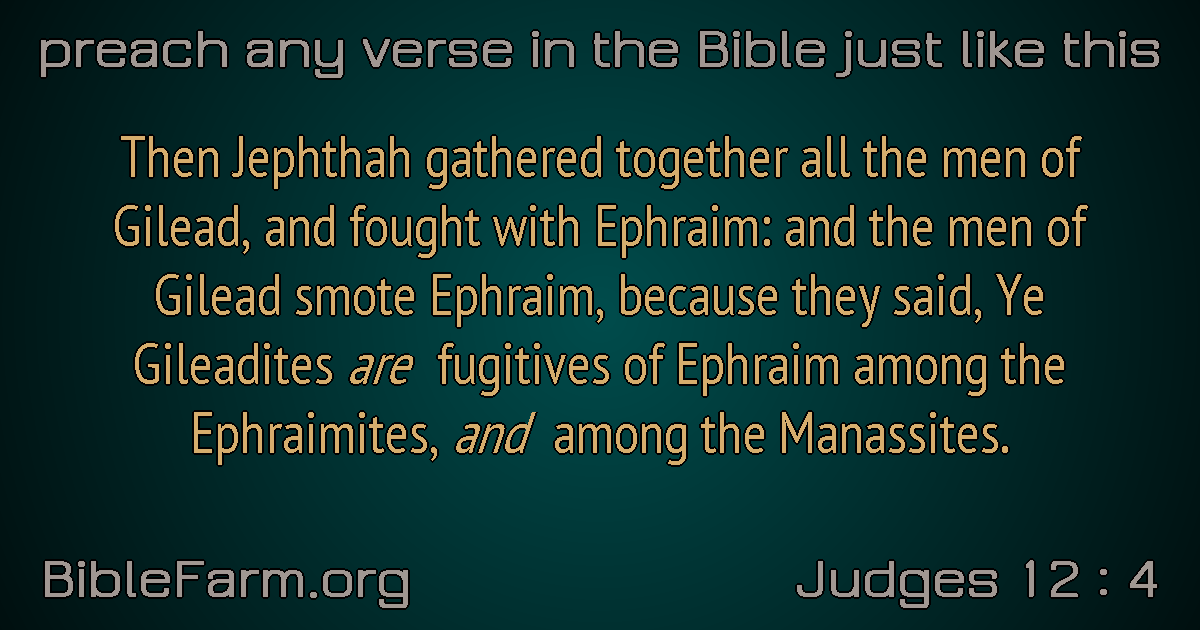 preach any verse in the Bible just like this
Then Jephthah gathered together all the men of
Gilead, and fought with Ephraim: and the men of
Gilead smote Ephraim, because they said, Ye
Gileadites are fugitives of Ephraim among the
Ephraimites, and among the Manassites.
BibleFarm.org
Judges 12 : 4